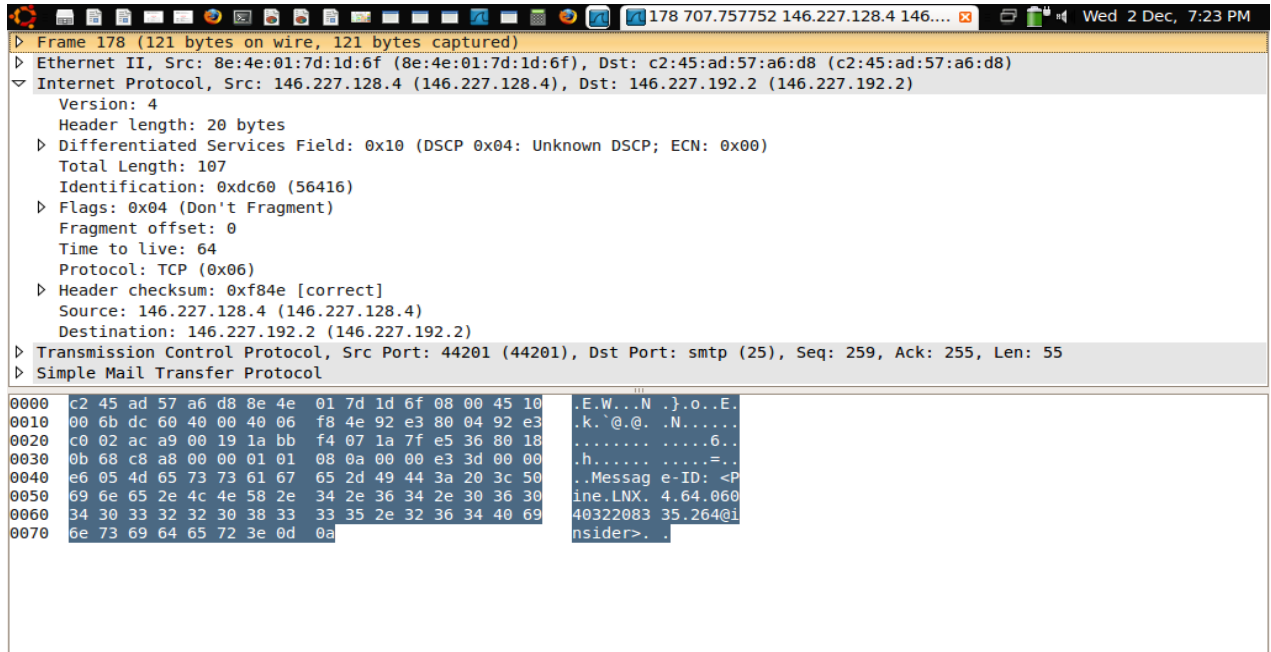 178 707.757752 146.227.128.4 146.... Wed 2 Dec, 7:23 PM
Frame 178 (121 bytes on wire, 121 bytes captured)
Ethernet II, Src: 8e:4e:01:7d:1d:6f (8e:4e:01:7d:1d:6f), Dst: c2:45:ad:57:a6:d8 (c2:45:ad:57:a6:d8)
Internet Protocol, Src: 146.227.128.4 (146.227.128.4), Dst: 146.227.192.2 (146.227.192.2)
Version: 4
Header length: 20 bytes
Differentiated Services Field: 0x10 (DSCP 0x04: Unknown DSCP; ECN: 0x00)
Total Length: 107
Identification: 0xdc60 (56416)
Flags: 0x04 (Don't Fragment)
Fragment offset: 0
Time to live: 64
Protocol: TCP (0x06)
Header checksum: 0xf84e [correct]
Source: 146.227.128.4 (146.227.128.4)
Destination: 146.227.192.2 (146.227.192.2)
Transmission Control Protocol, Src Port: 44201 (44201), Dst Port: smtp (25), Seq: 259, Ack: 255, Len: 55
Simple Mail Transfer Protocol
0000 c2 45 ad 57 a6 d8 8e 4e 01 7d 1d 6f 08 00 45 10 .E.W...N .}.o..E.
0010 00 6b dc 60 40 00 40 06 f8 4e 92 e3 80 04 92 e3 .k.`@.@. .N......
0020 c0 02 ac a9 00 19 1a bb f4 07 1a 7f e5 36 80 18 ........ .....6..
0030 0b 68 c8 a8 00 00 01 01 08 0a 00 00 e3 3d 00 00 .h...... .....=..
0040 e6 05 4d 65 73 73 61 67 65 2d 49 44 3a 20 3c 50 ..Messag e-ID: <P
0050 69 6e 65 2e 4c 4e 58 2e 34 2e 36 34 2e 30 36 30 ine.LNX. 4.64.060
0060 34 30 33 32 32 30 38 33 33 35 2e 32 36 34 40 69 40322083 35.264@i
0070 6e 73 69 64 65 72 3e 0d 0a nsider>. .